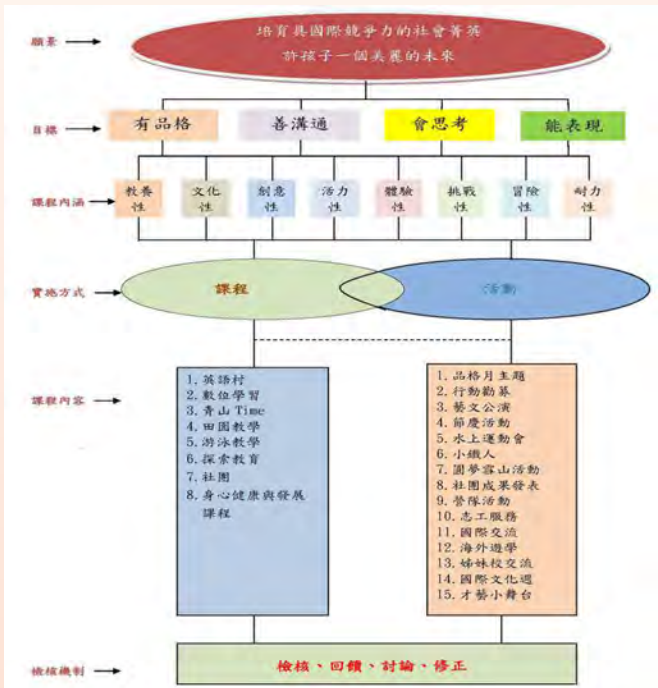 願景
培育具國際競爭力的社會菁英
許孩子一個美麗的未來
目標
有品格
善溝通
會思考
能表現
課程內涵
教養
性
文化
性
創意
性
活力
性
體驗
性
挑戰
性
冒險
性
耐力
性
實施方式
課程
活動
課程內容
1. 英語村
2. 數位學習
3. 青山 Time
4. 田園教學
5. 游泳教學
6. 探索教育
7. 社團
8. 身心健康與發展
課程
1. 品格月主題
2. 行動勸募
3. 藝文公演
4. 節慶活動
5. 水上運動會
6. 小鐵人
7. 圓夢雪山活動
8. 社團成果發表
9. 營隊活動
10. 志工服務
11. 國際交流
12. 海外遊學
13. 姊妹校交流
14. 國際文化週
15. 才藝小舞台
檢核機制
檢核、回饋、討論、修正